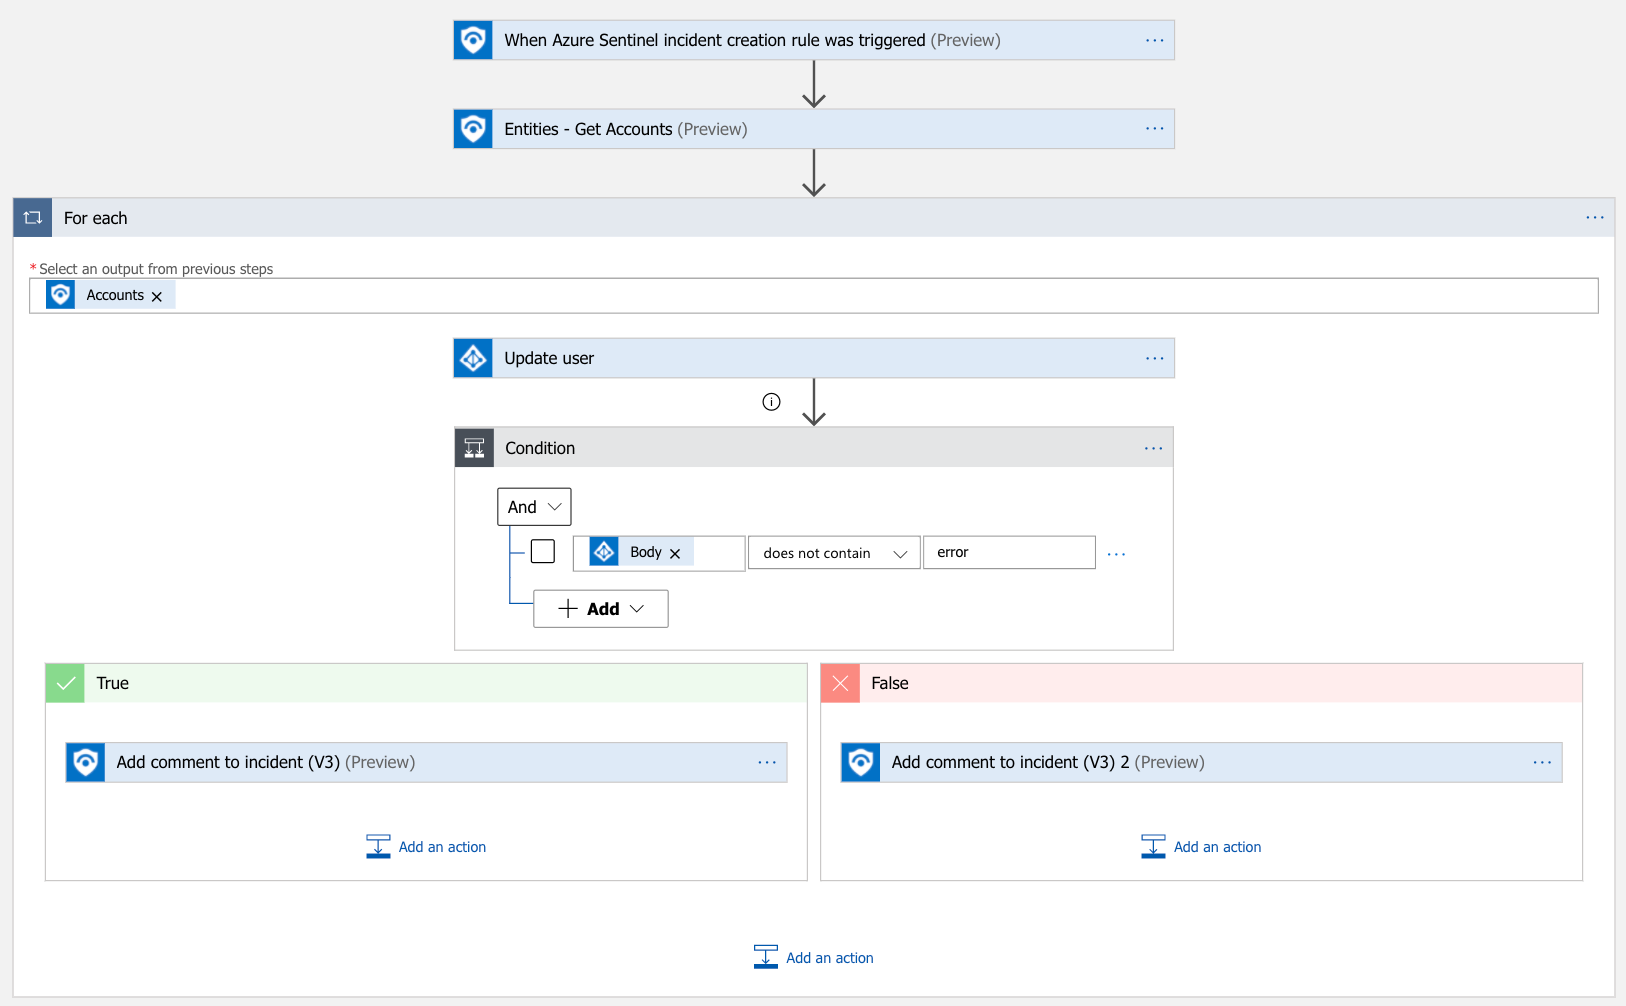 When Azure Sentinel incident creation rule was triggered (Preview)
Entities - Get Accounts (Preview)
For each
* Select an output from previous steps
Accounts
Update user
Condition
And
Body does not contain error
Add
True
False
Add comment to incident (V3) (Preview)
Add comment to incident (V3) 2 (Preview)
Add an action
Add an action
Add an action